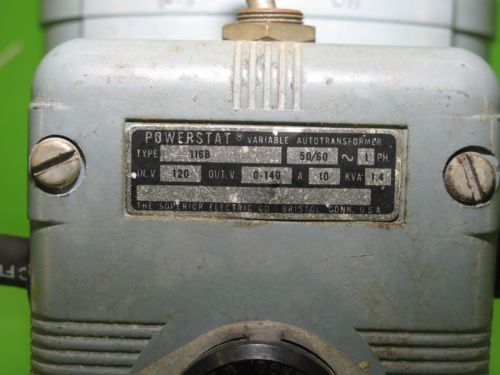 POWERSTAT® VARIABLE AUTOTRANSFORMER
TYPE 116B 50/60 ~ 1 PH
IN. V 120 OUT. V. 0-140 A 10 KVA 1.4
THE SUPERIOR ELECTRIC CO. BRISTOL, CONN. U.S.A.